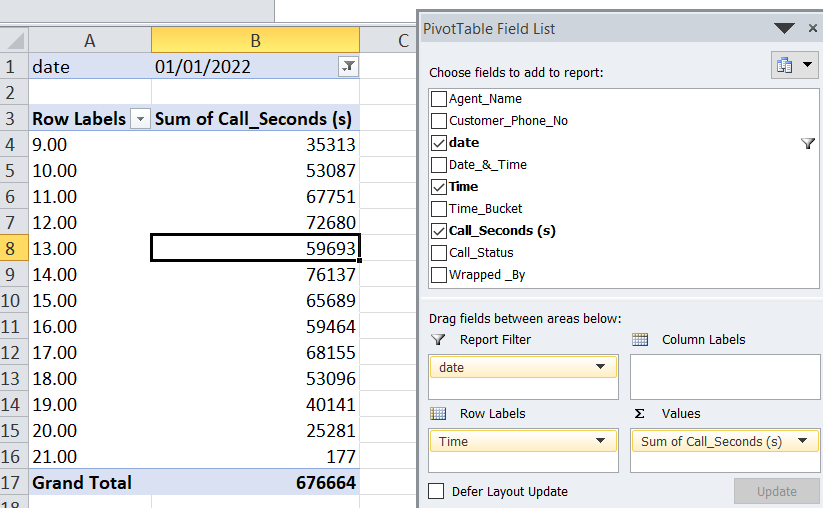 A B C
1 date 01/01/2022
2
3 Row Labels Sum of Call_Seconds (s)
4 9.00 35313
5 10.00 53087
6 11.00 67751
7 12.00 72680
8 13.00 59693
9 14.00 76137
10 15.00 65689
11 16.00 59464
12 17.00 68155
13 18.00 53096
14 19.00 40141
15 20.00 25281
16 21.00 177
17 Grand Total 676664
18
PivotTable Field List
Choose fields to add to report:
Agent_Name
Customer_Phone_No
date
Date_&_Time
Time
Time_Bucket
Call_Seconds (s)
Call_Status
Wrapped _By
Drag fields between areas below:
Report Filter Column Labels
date
Row Labels Σ Values
Time Sum of Call_Seconds (s)
Defer Layout Update Update